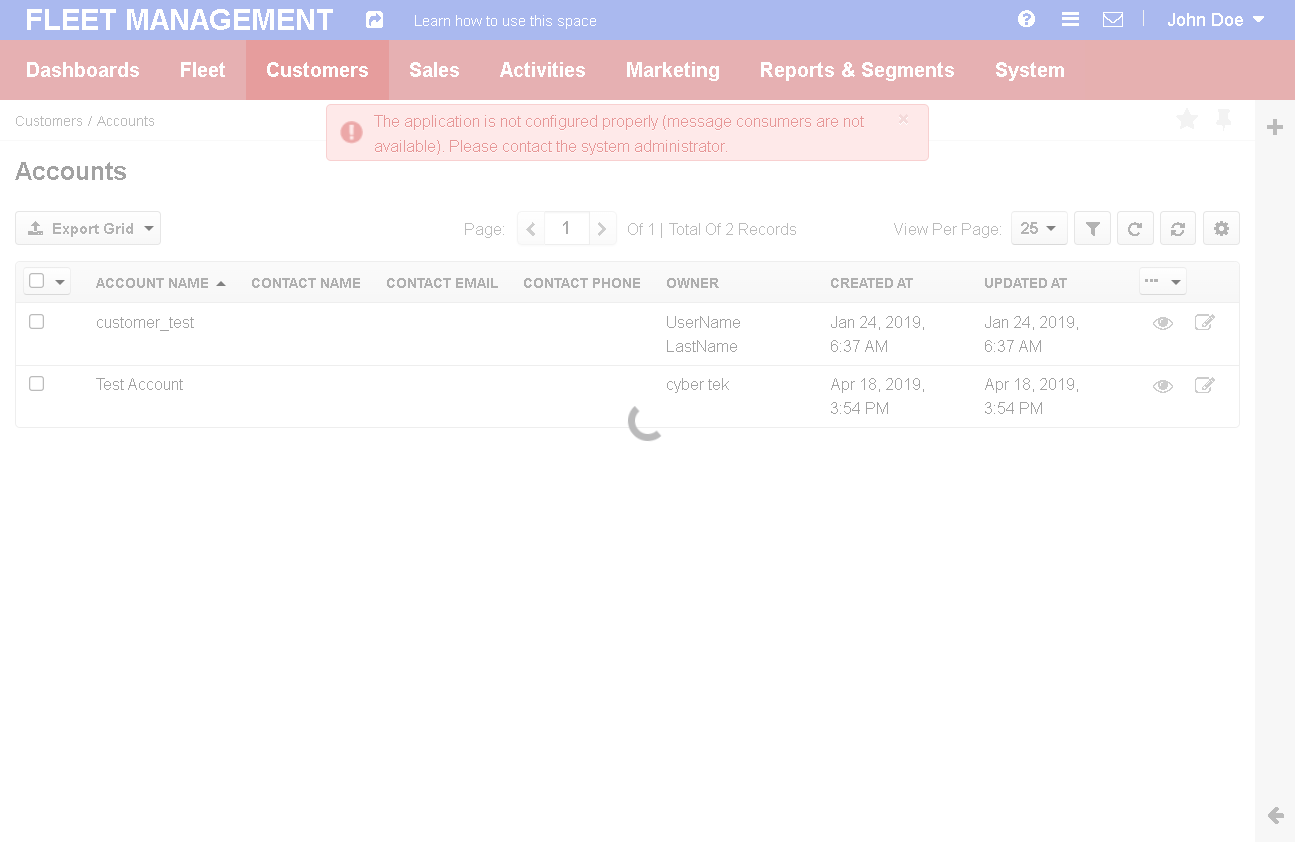 FLEET MANAGEMENT
Learn how to use this space
John Doe
Dashboards Fleet Customers Sales Activities Marketing Reports & Segments System
Customers / Accounts
The application is not configured properly (message consumers are not
available). Please contact the system administrator.
×
Accounts
Export Grid
Page: 1 Of 1 | Total Of 2 Records
View Per Page: 25
ACCOUNT NAME CONTACT NAME CONTACT EMAIL CONTACT PHONE OWNER CREATED AT UPDATED AT
customer_test UserName Jan 24, 2019, Jan 24, 2019,
LastName 6:37 AM 6:37 AM
Test Account cyber tek Apr 18, 2019, Apr 18, 2019,
3:54 PM 3:54 PM